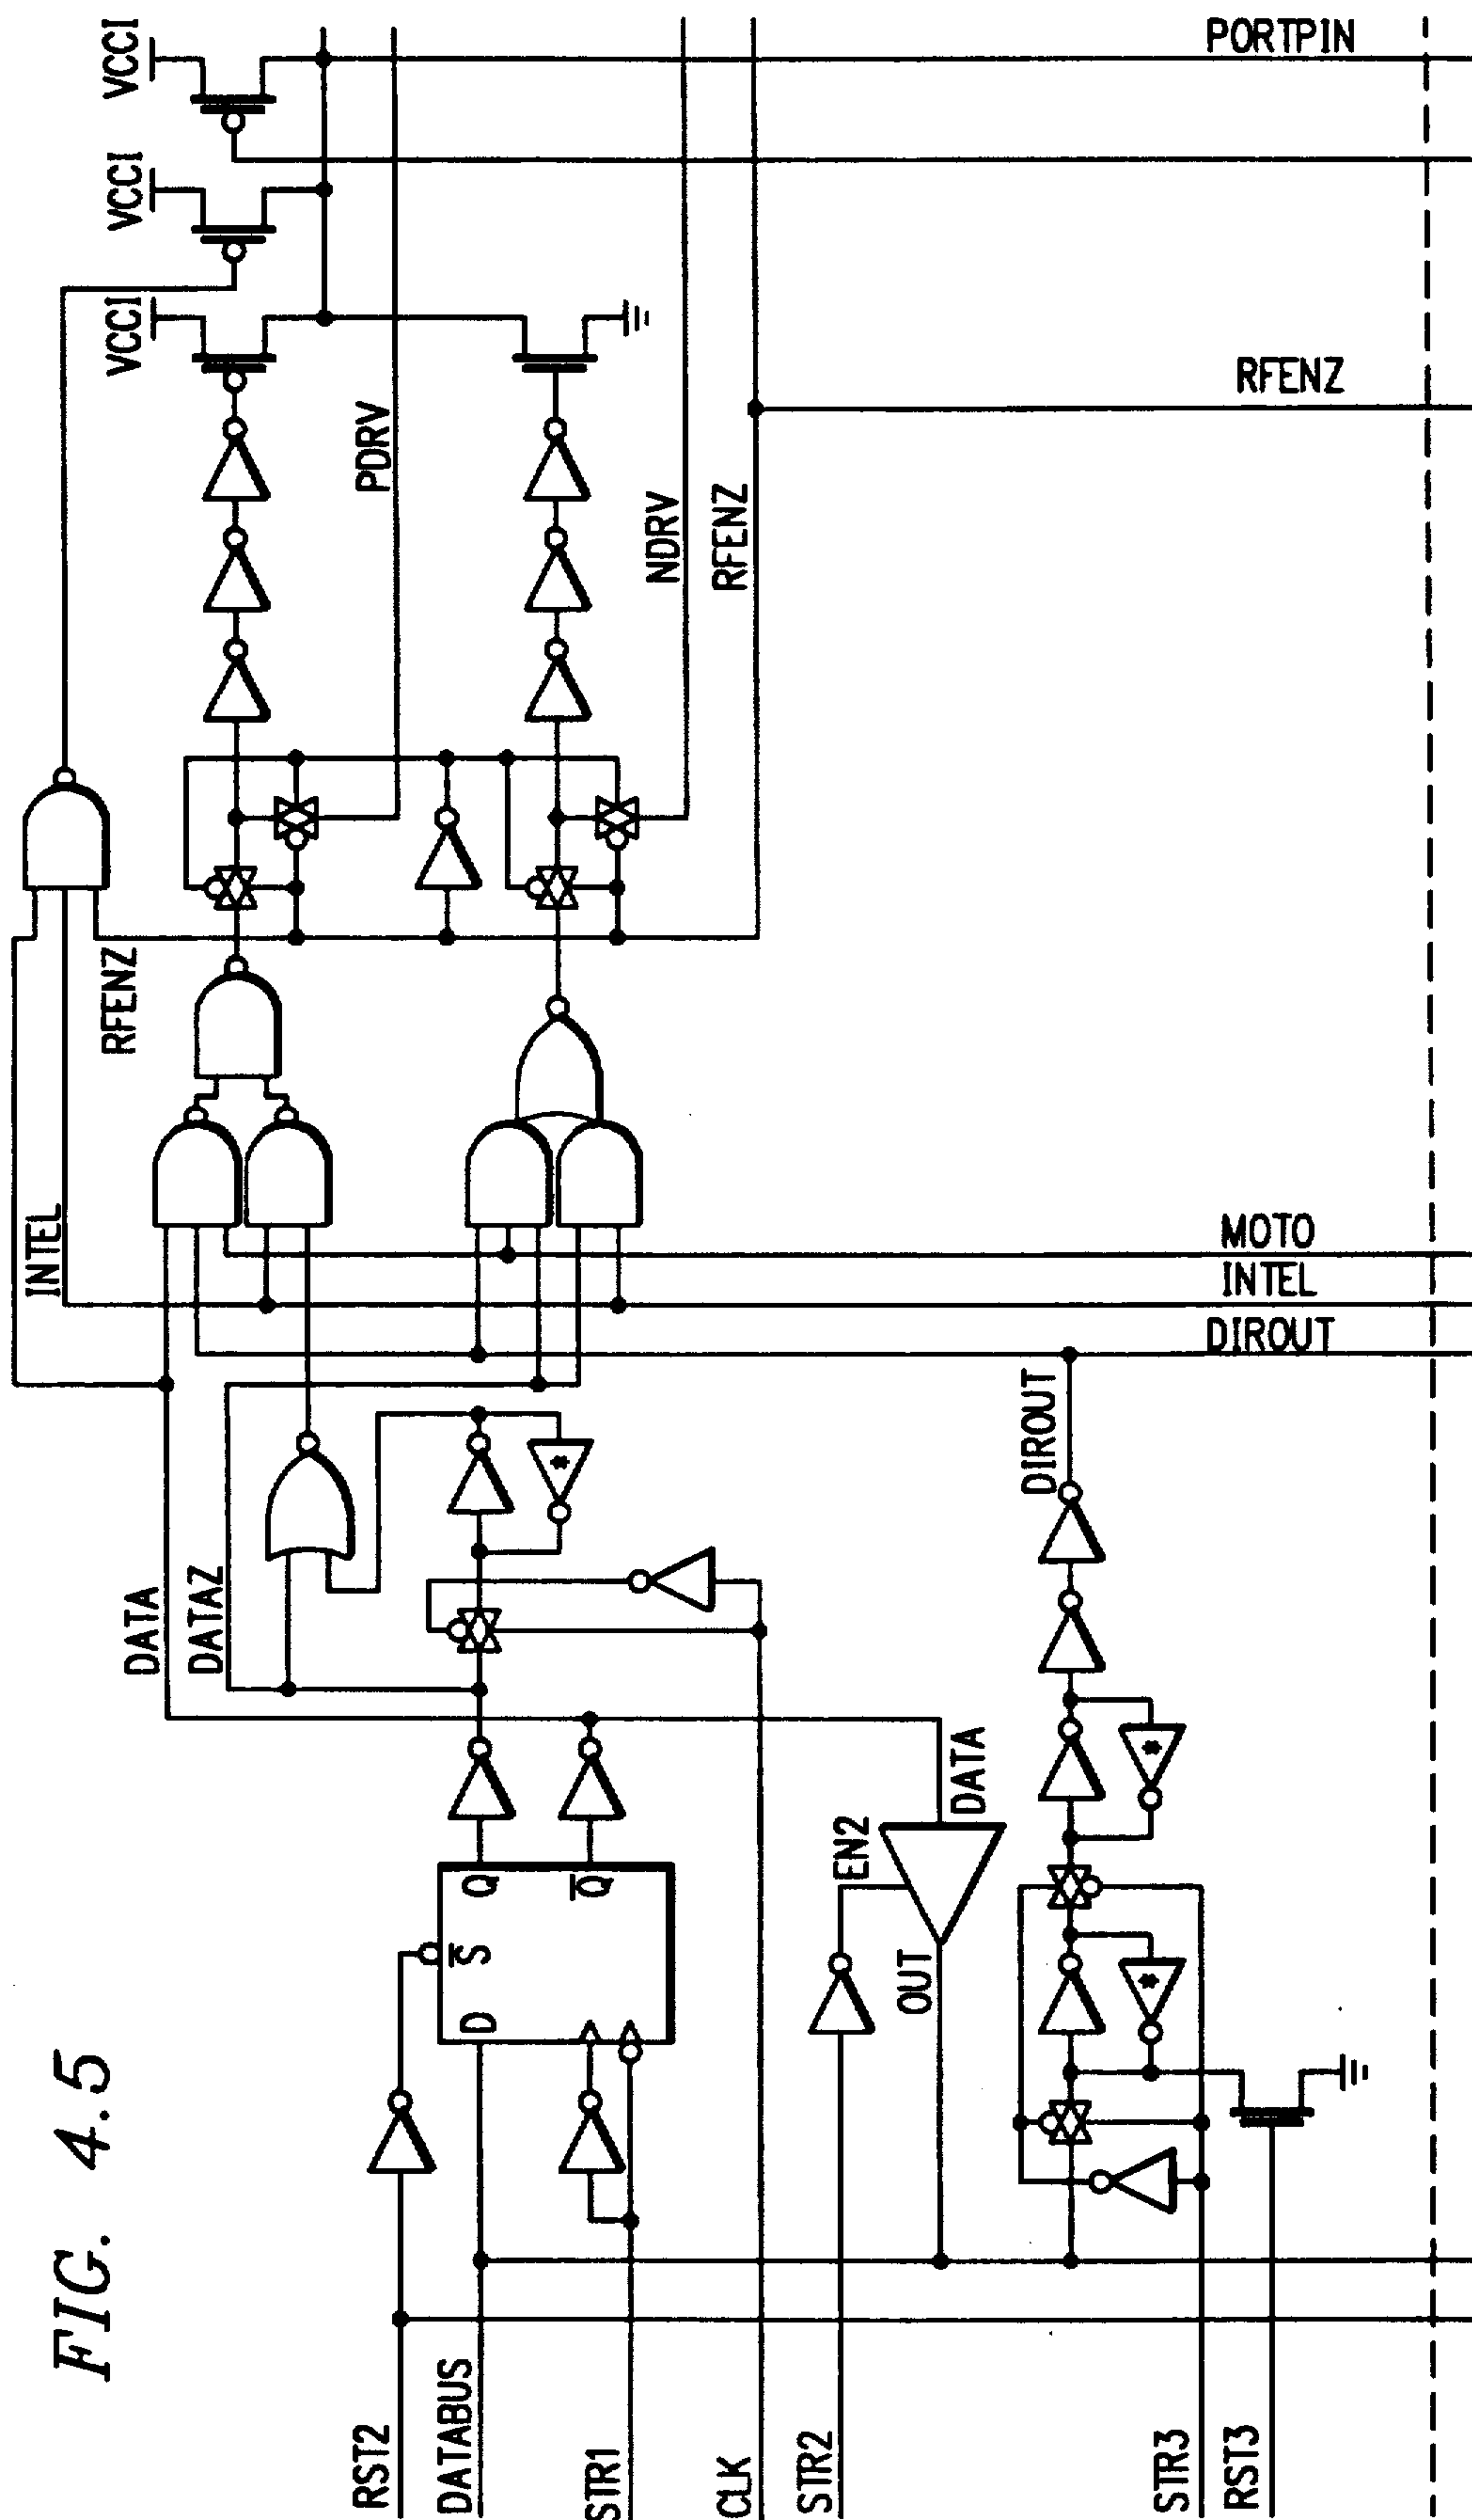 FIG. 4.5
RST2
DATABUS
STR1
CLK
STR2
STR3
RST3
D
S
Q
Q
EN2
OUT
DATA
DATA
DATAZ
DIROUT
INTEL
DIROUT
INTEL
MOTO
RFENZ
PDRV
NDRV
RFENZ
RFENZ
VCCI
VCCI
VCCI
PORTPIN
*
*
*